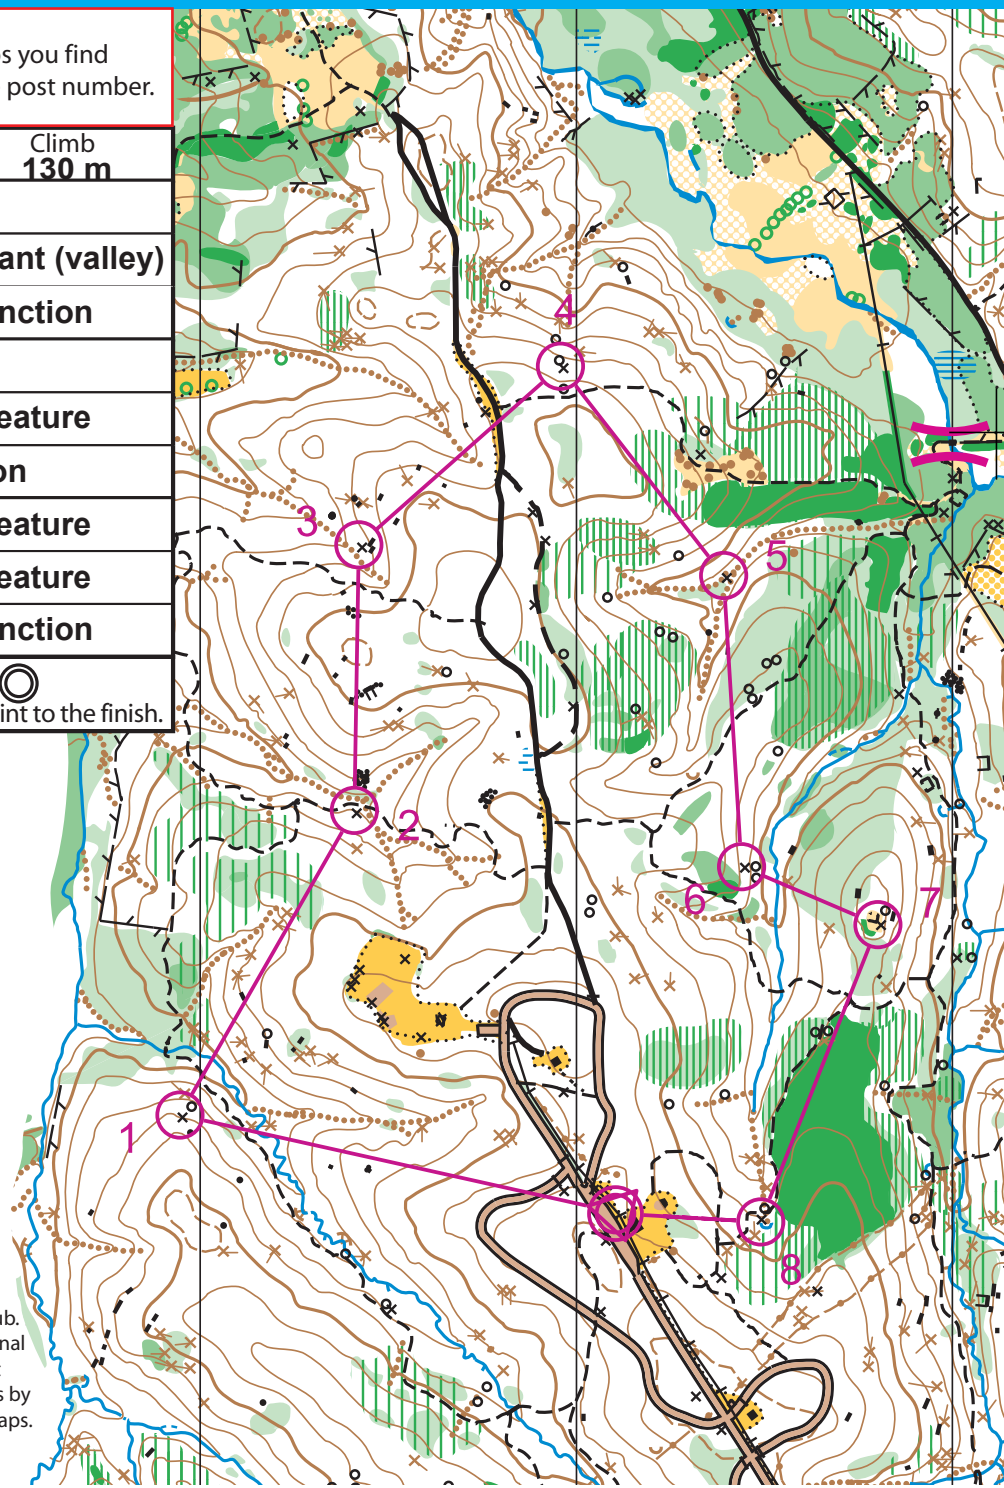 os you find
post number.
Climb
130 m
ant (valley)
nction
eature
on
eature
eature
nction
int to the finish.
4
3
5
2
6
7
1
8
ub.
nal
s by
aps.